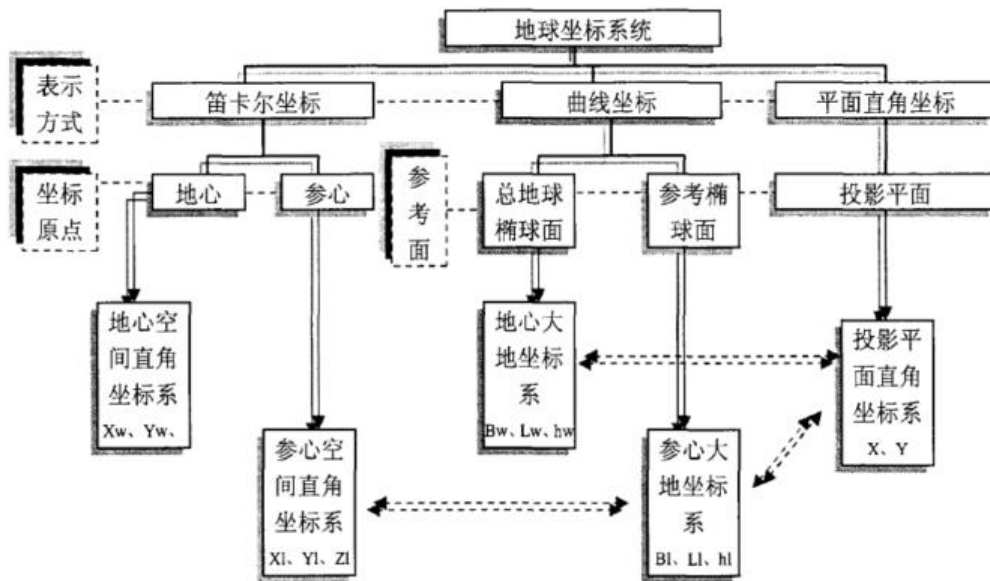 地球坐标系统
表示
方式
笛卡尔坐标
曲线坐标
平面直角坐标
坐标
原点
地心
参心
参
考
面
总地球
椭球面
参考椭
球面
投影平面
地心空
间直角
坐标系
Xw、Yw、
地心大
地坐标
系
Bw、Lw、hw
投影平
面直角
坐标系
X、Y
参心空
间直角
坐标系
Xl、Yl、Zl
参心大
地坐标
系
Bl、Ll、hl